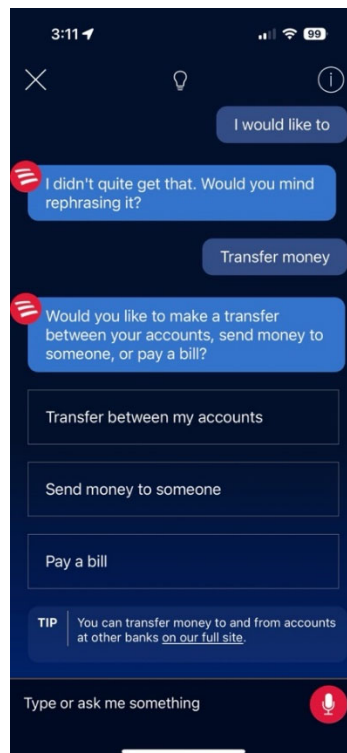 3:11
99
I would like to
I didn't quite get that. Would you mind
rephrasing it?
Transfer money
Would you like to make a transfer
between your accounts, send money to
someone, or pay a bill?
Transfer between my accounts
Send money to someone
Pay a bill
TIP
You can transfer money to and from accounts
at other banks on our full site.
Type or ask me something